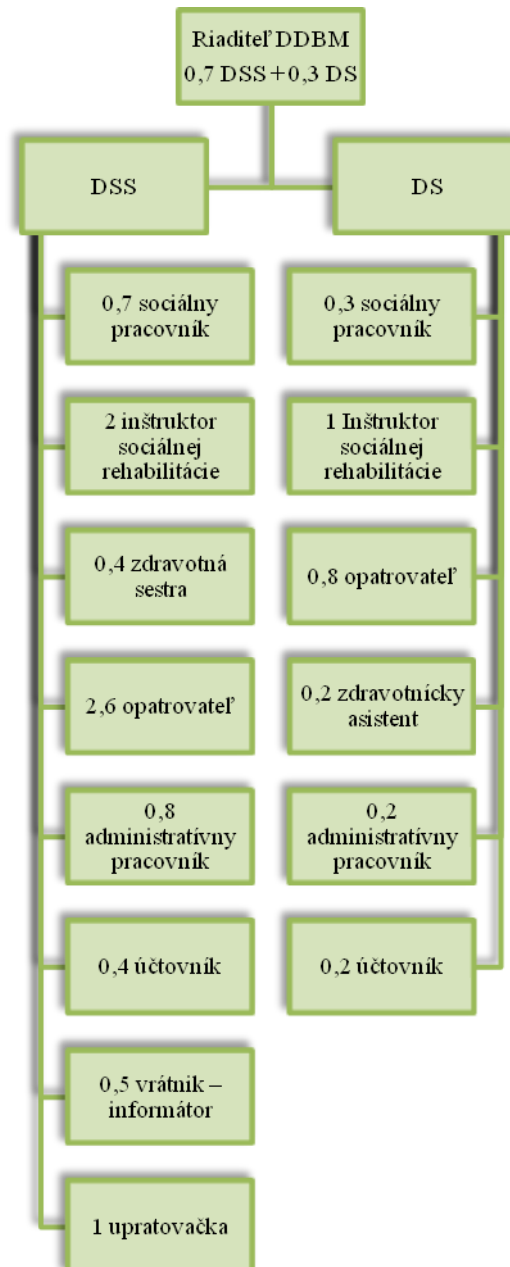 Riaditeľ DDBM
0,7 DSS + 0,3 DS
DSS
DS
0,7 sociálny
pracovník
0,3 sociálny
pracovník
2 inštruktor
sociálnej
rehabilitácie
1 Inštruktor
sociálnej
rehabilitácie
0,4 zdravotná
sestra
0,8 opatrovateľ
2,6 opatrovateľ
0,2 zdravotnícky
asistent
0,8
administratívny
pracovník
0,2
administratívny
pracovník
0,4 účtovník
0,2 účtovník
0,5 vrátnik –
informátor
1 upratovačka